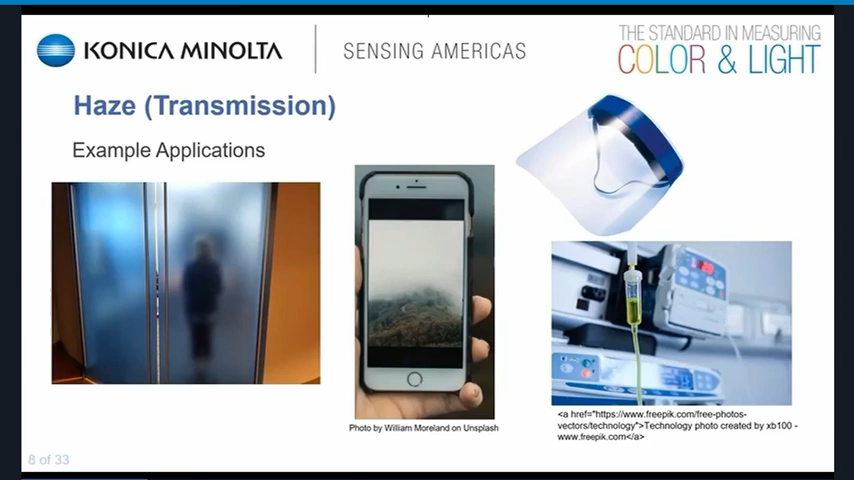 KONICA MINOLTA
SENSING AMERICAS
THE STANDARD IN MEASURING
COLOR & LIGHT
Haze (Transmission)
Example Applications
Photo by William Moreland on Unsplash
<a href="https://www.freepik.com/free-photos-
vectors/technology">Technology photo created by xb100 -
www.freepik.com</a>
8 of 33